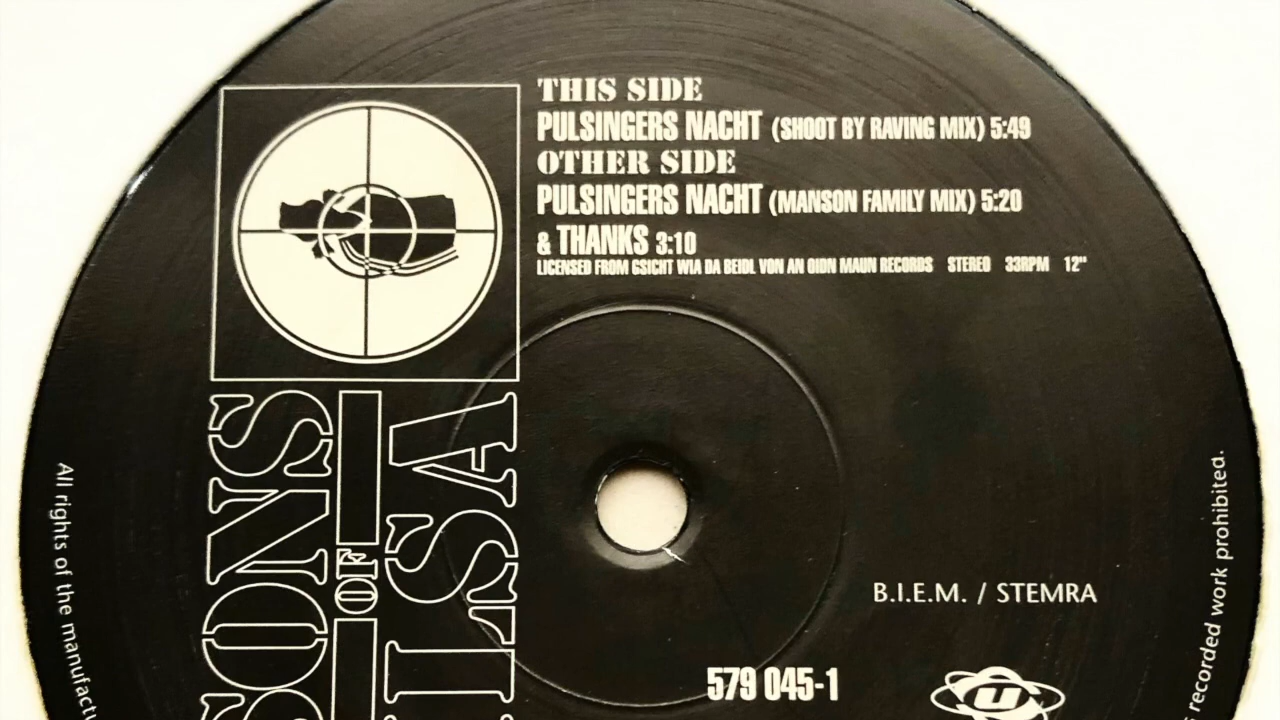 THIS SIDE
PULSINGERS NACHT (SHOOT BY RAVING MIX) 5:49
OTHER SIDE
PULSINGERS NACHT (MANSON FAMILY MIX) 5:20
& THANKS 3:10
LICENSED FROM GSICHT WIA DA BEIDL VON AN OIDN MAUN RECORDS STEREO 33RPM 12"
SONS
OF
ILSA
All rights of the manufactu
recorded work prohibited.
B.I.E.M. / STEMRA
579 045-1
U